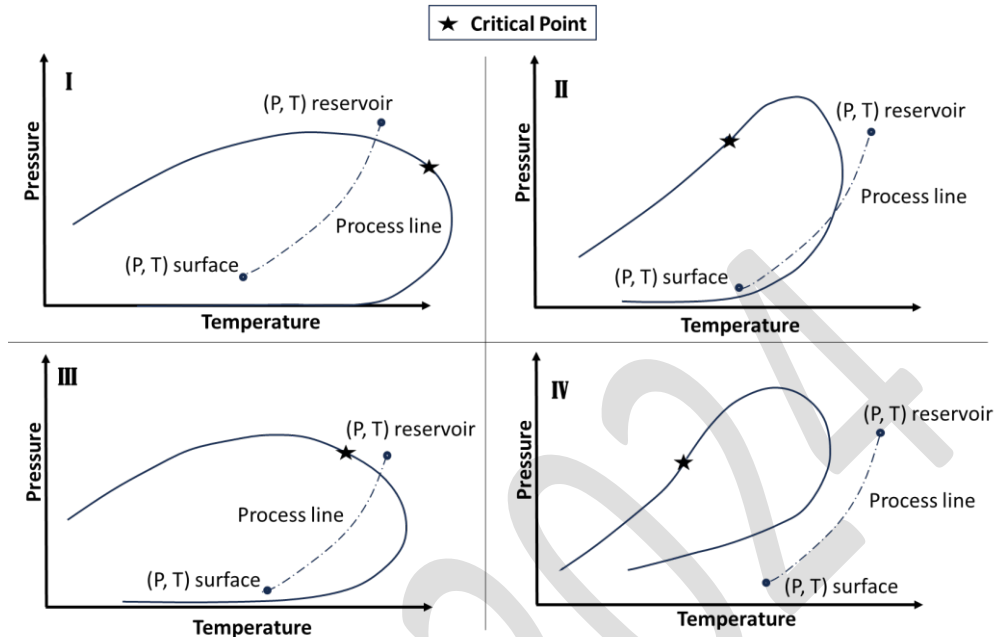 ★ Critical Point
I
(P, T) reservoir
Pressure
Process line
(P, T) surface
Temperature
II
(P, T) reservoir
Pressure
Process line
(P, T) surface
Temperature
III
(P, T) reservoir
Pressure
Process line
(P, T) surface
Temperature
IV
(P, T) reservoir
Pressure
Process line
(P, T) surface
Temperature
2024